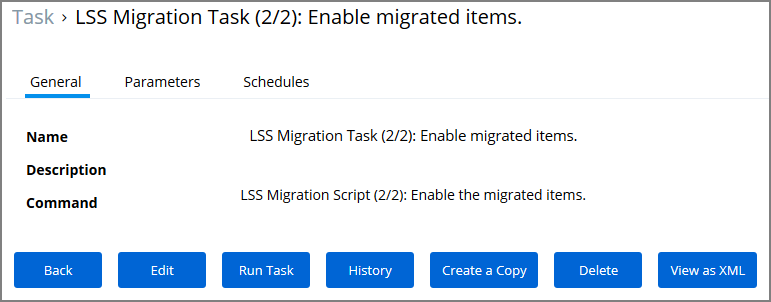 Task › LSS Migration Task (2/2): Enable migrated items.
General Parameters Schedules
Name LSS Migration Task (2/2): Enable migrated items.
Description
Command LSS Migration Script (2/2): Enable the migrated items.
Back Edit Run Task History Create a Copy Delete View as XML